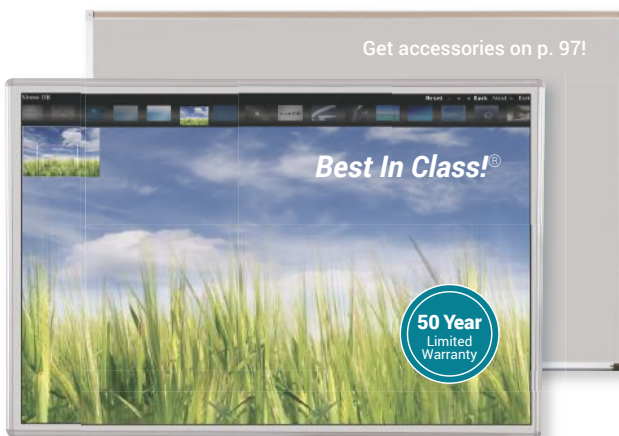 Get accessories on p. 97!
Reset
Back Next
Exit
Best In Class!®
50 Year
Limited
Warranty